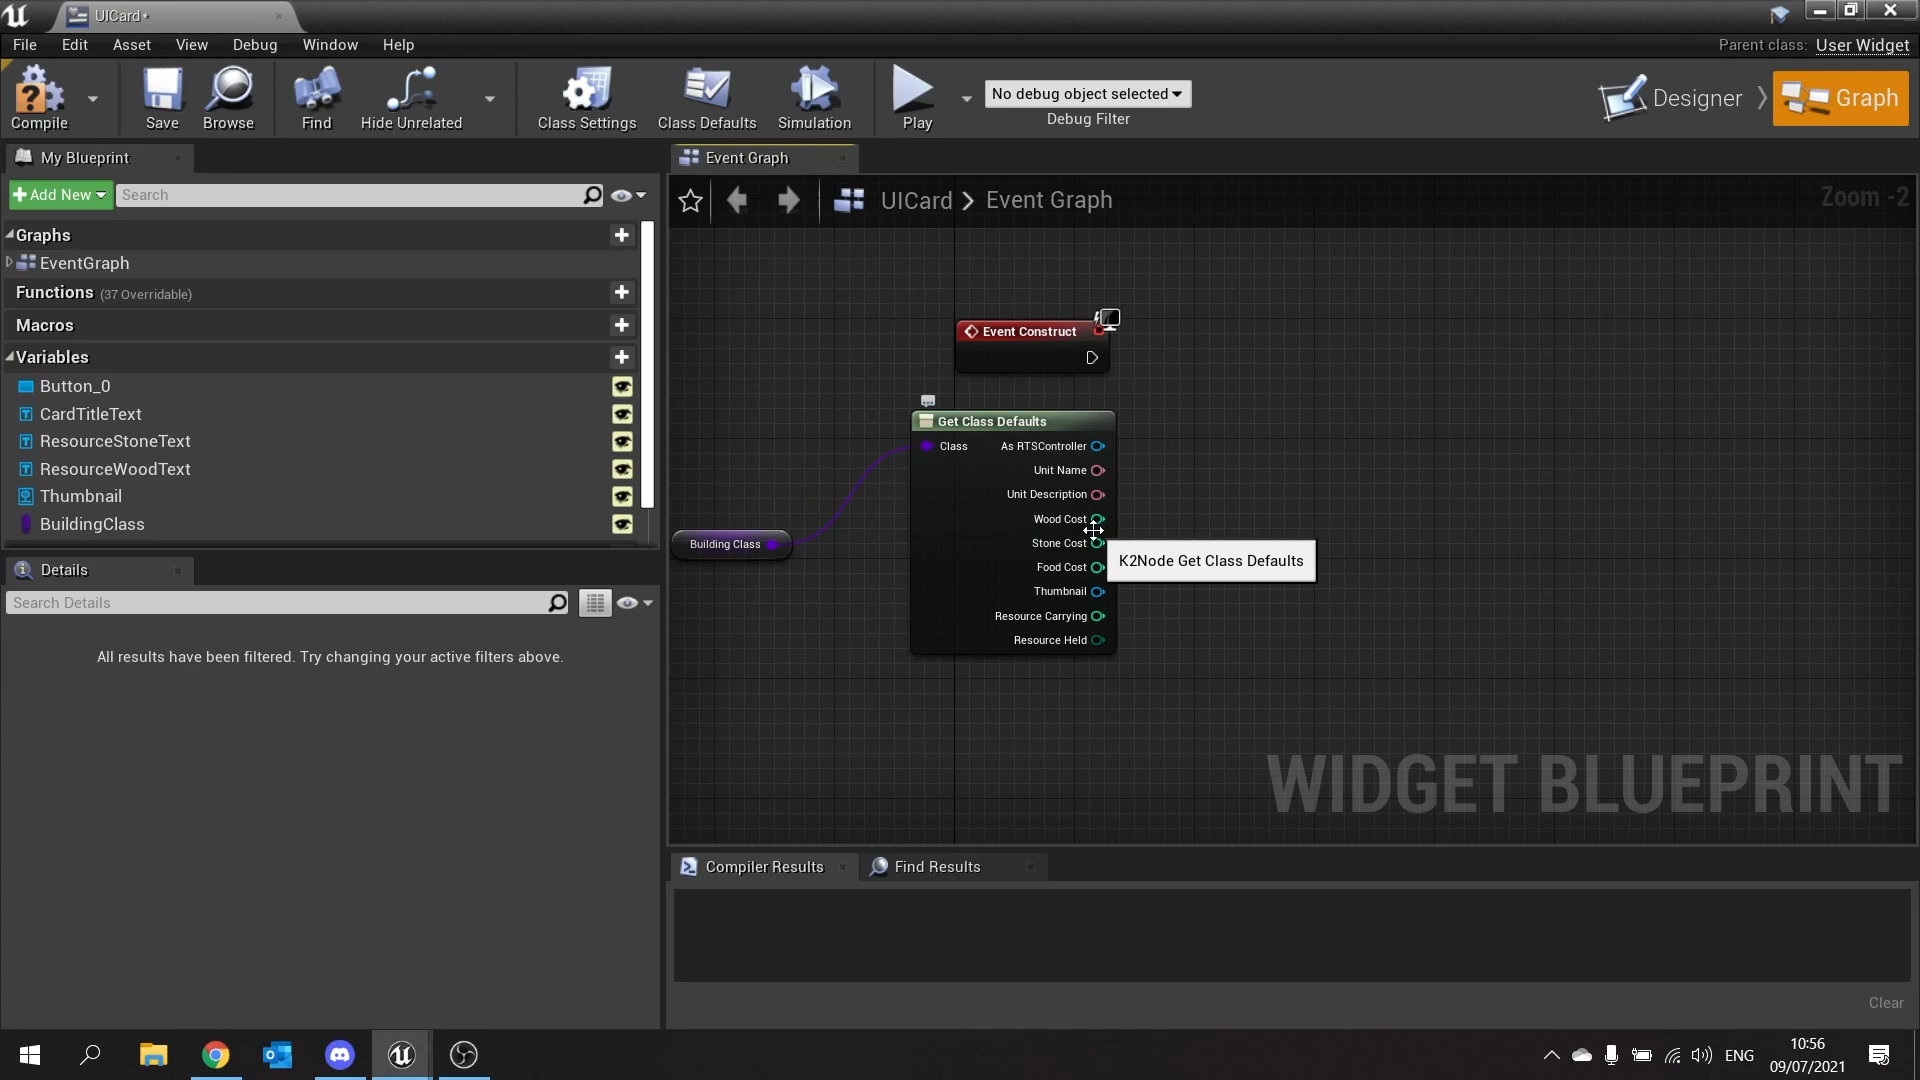 UICard*
File Edit Asset View Debug Window Help
Parent class: User Widget
Compile
Save
Browse
Find
Hide Unrelated
Class Settings
Class Defaults
Simulation
Play
No debug object selected
Debug Filter
Designer
Graph
My Blueprint
Add New
Search
Graphs
EventGraph
Functions (37 Overridable)
Macros
Variables
Button_0
CardTitleText
ResourceStoneText
ResourceWoodText
Thumbnail
BuildingClass
Details
Search Details
All results have been filtered. Try changing your active filters above.
Event Graph
UICard > Event Graph
Zoom -2
Event Construct
Get Class Defaults
Class
As RTSController
Unit Name
Unit Description
Wood Cost
Stone Cost
Food Cost
Thumbnail
Resource Carrying
Resource Held
Building Class
K2Node Get Class Defaults
WIDGET BLUEPRINT
Compiler Results
Find Results
Clear
ENG
10:56
09/07/2021